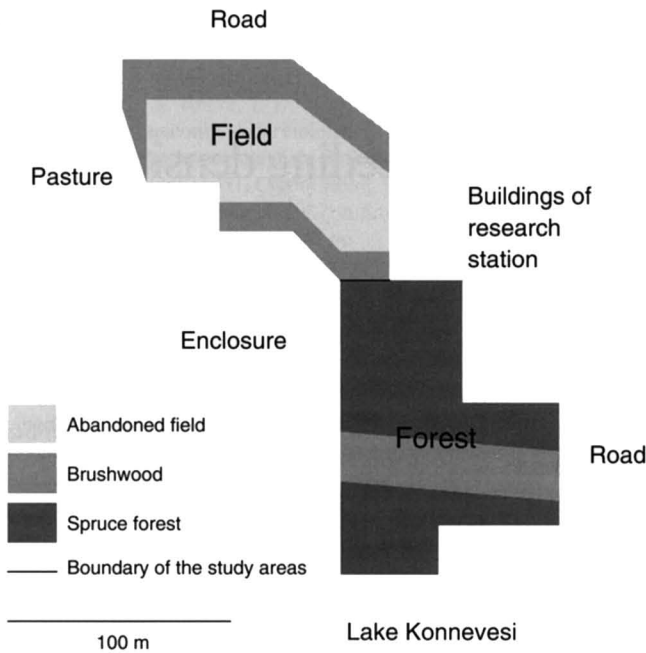 Road
Field
Pasture
Buildings of
research
station
Enclosure
Forest
Road
Abandoned field
Brushwood
Spruce forest
Boundary of the study areas
100 m
Lake Konnevesi